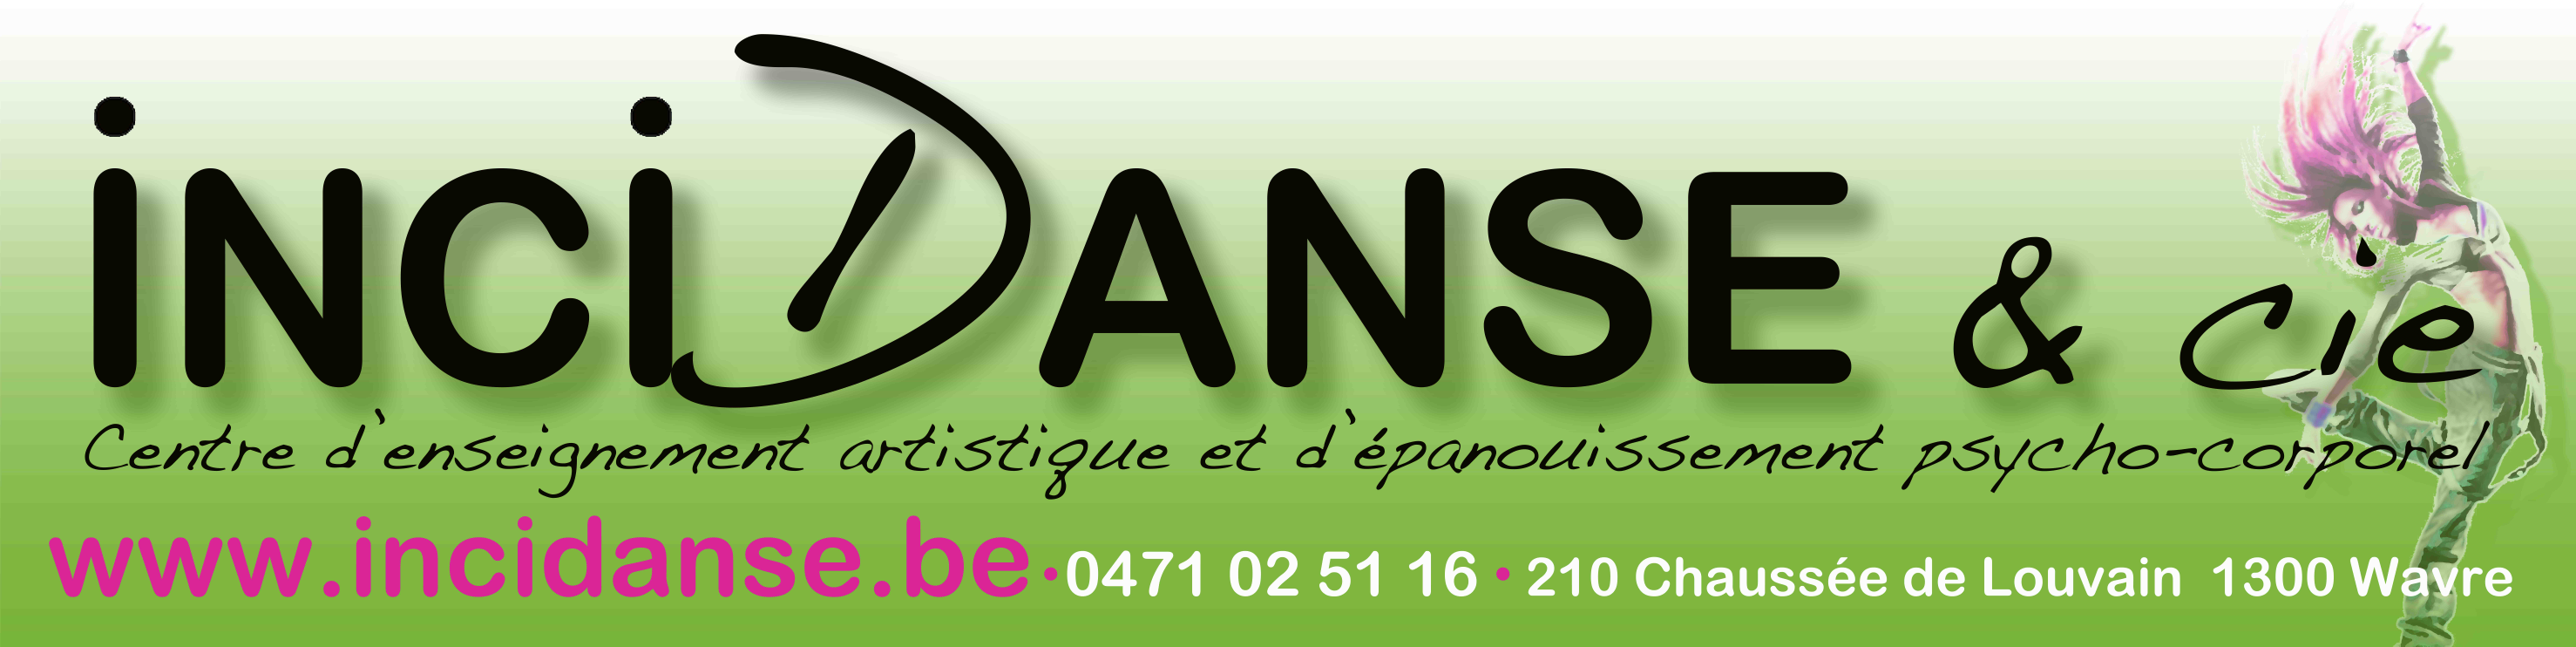 iNCiDANSE & cie
Centre d'enseignement artistique et d'épanouissement psycho-corporel
www.incidanse.be•0471 02 51 16 • 210 Chaussée de Louvain 1300 Wavre